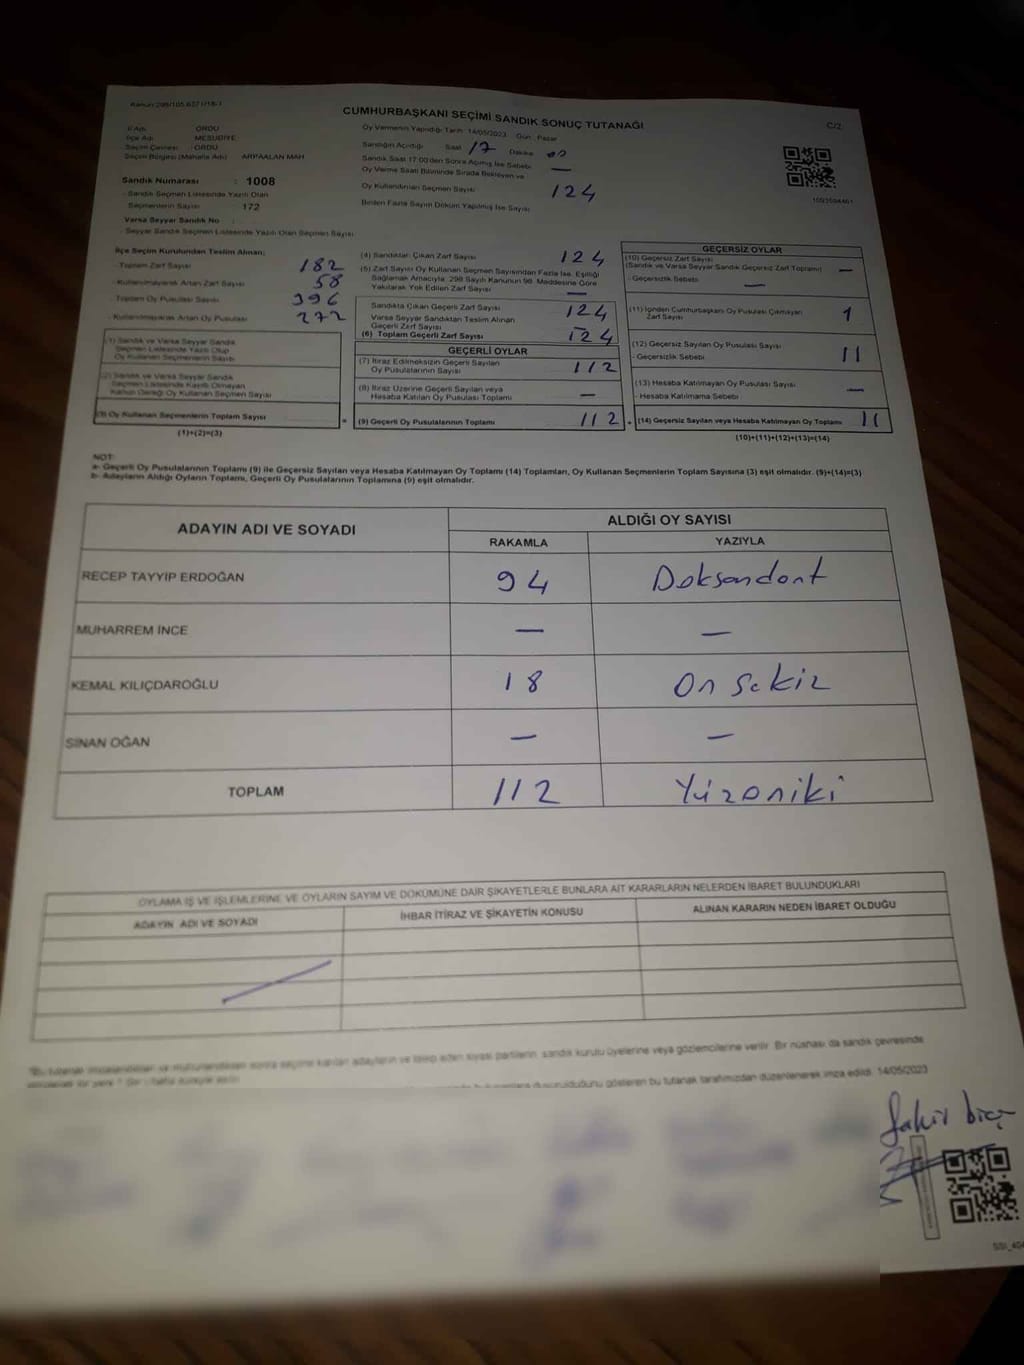 Kanun:298/105,6271/18-1
CUMHURBAŞKANI SEÇİMİ SANDIK SONUÇ TUTANAĞI
C/2
İl Adı : ORDU
İlçe Adı : MESUDİYE
Seçim Çevresi : ORDU
Seçim Bölgesi (Mahalle Adı) : ARPAALAN MAH
Sandık Numarası : 1008
- Sandık Seçmen Listesinde Yazılı Olan
Seçmenlerin Sayısı : 172
Varsa Seyyar Sandık No :
- Seyyar Sandık Seçmen Listesinde Yazılı Olan Seçmen Sayısı
Oy Vermenin Yapıldığı Tarih: 14/05/2023 Gün: Pazar
Sandığın Açıldığı Saat 17 Dakika 00
Sandık Saat 17:00'den Sonra Açılmış İse Sebebi —
Oy Verme Saati Bitiminde Sırada Bekleyen ve
Oy Kullandırılan Seçmen Sayısı 124
Birden Fazla Sayım Döküm Yapılmış İse Sayısı
İlçe Seçim Kurulundan Teslim Alınan;
- Toplam Zarf Sayısı 182
- Kullanılmayarak Artan Zarf Sayısı 58
- Toplam Oy Pusulası Sayısı 396
- Kullanılmayarak Artan Oy Pusulası 272
(1) Sandık ve Varsa Seyyar Sandık
Seçmen Listesinde Yazılı Olup
Oy Kullanan Seçmenlerin Sayısı
(2) Sandık ve Varsa Seyyar Sandık
Seçmen Listesinde Kayıtlı Olmayan
Kanun Gereği Oy Kullanan Seçmen Sayısı
(3) Oy Kullanan Seçmenlerin Toplam Sayısı
(1)+(2)=(3)
(4) Sandıktan Çıkan Zarf Sayısı 124
(5) Zarf Sayısı Oy Kullanan Seçmen Sayısından Fazla İse, Eşitliği
Sağlamak Amacıyla; 298 Sayılı Kanunun 98. Maddesine Göre
Yakılarak Yok Edilen Zarf Sayısı —
Sandıkta Çıkan Geçerli Zarf Sayısı 124
Varsa Seyyar Sandıktan Teslim Alınan
Geçerli Zarf Sayısı —
(6) Toplam Geçerli Zarf Sayısı 124
GEÇERLİ OYLAR
(7) İtiraz Edilmeksizin Geçerli Sayılan
Oy Pusulalarının Sayısı 112
(8) İtiraz Üzerine Geçerli Sayılan veya
Hesaba Katılan Oy Pusulası Toplamı —
= (9) Geçerli Oy Pusulalarının Toplamı 112
GEÇERSİZ OYLAR
(10) Geçersiz Zarf Sayısı
(Sandık ve Varsa Seyyar Sandık Geçersiz Zarf Toplamı) —
- Geçersizlik Sebebi: —
(11) İçinden Cumhurbaşkanı Oy Pusulası Çıkmayan
Zarf Sayısı 1
(12) Geçersiz Sayılan Oy Pusulası Sayısı
- Geçersizlik Sebebi 11
(13) Hesaba Katılmayan Oy Pusulası Sayısı —
- Hesaba Katılmama Sebebi
+ (14) Geçersiz Sayılan veya Hesaba Katılmayan Oy Toplamı 11
(10)+(11)+(12)+(13)=(14)
NOT:
a- Geçerli Oy Pusulalarının Toplamı (9) ile Geçersiz Sayılan veya Hesaba Katılmayan Oy Toplamı (14) Toplamları, Oy Kullanan Seçmenlerin Toplam Sayısına (3) eşit olmalıdır. (9)+(14)=(3)
b- Adayların Aldığı Oyların Toplamı, Geçerli Oy Pusulalarının Toplamına (9) eşit olmalıdır.
ADAYIN ADI VE SOYADI
ALDIĞI OY SAYISI
RAKAMLA YAZIYLA
RECEP TAYYIP ERDOĞAN 94 Doksandört
MUHARREM İNCE — —
KEMAL KILIÇDAROĞLU 18 On Sekiz
SİNAN OĞAN — —
TOPLAM 112 Yüzoniki
OYLAMA İŞ VE İŞLEMLERİNE VE OYLARIN SAYIM VE DÖKÜMÜNE DAİR ŞİKAYETLERLE BUNLARA AİT KARARLARIN NELERDEN İBARET BULUNDUKLARI
ADAYIN ADI VE SOYADI
İHBAR İTİRAZ VE ŞİKAYETİN KONUSU
ALINAN KARARIN NEDEN İBARET OLDUĞU
sandık kurulu üyelerine veya gözlemcilerine verilir. Bir nüshası da sandık çevresinde
gösteren bu tutanak tarafımızdan düzenlenerek imza edildi. 14/05/2023